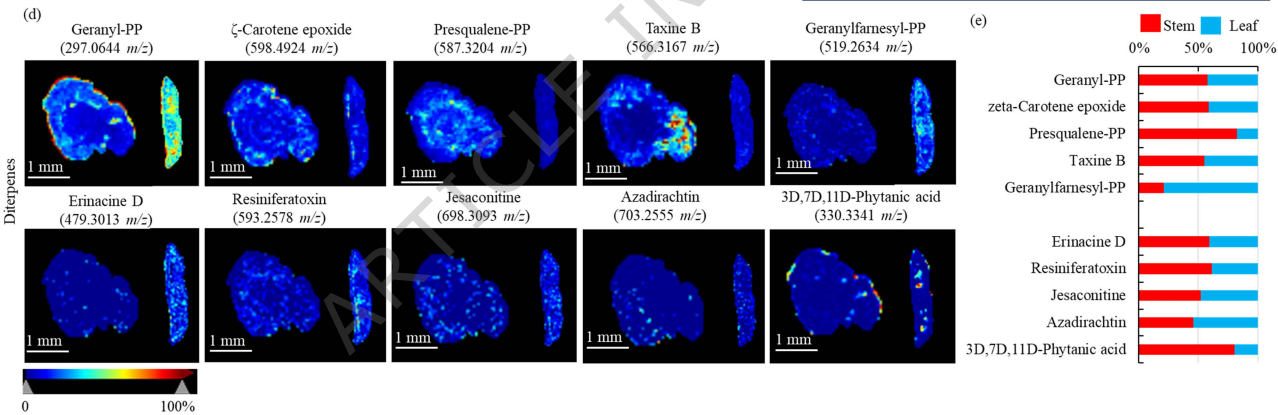 (d)
Geranyl-PP
(297.0644 m/z)
ζ-Carotene epoxide
(598.4924 m/z)
Presqualene-PP
(587.3204 m/z)
Taxine B
(566.3167 m/z)
Geranylfarnesyl-PP
(519.2634 m/z)
1 mm
1 mm
1 mm
1 mm
1 mm
Diterpenes
Erinacine D
(479.3013 m/z)
Resiniferatoxin
(593.2578 m/z)
Jesaconitine
(698.3093 m/z)
Azadirachtin
(703.2555 m/z)
3D,7D,11D-Phytanic acid
(330.3341 m/z)
1 mm
1 mm
1 mm
1 mm
1 mm
0
100%
ARTICLE IN
(e)
Stem
Leaf
0%
50%
100%
Geranyl-PP
zeta-Carotene epoxide
Presqualene-PP
Taxine B
Geranylfarnesyl-PP
Erinacine D
Resiniferatoxin
Jesaconitine
Azadirachtin
3D,7D,11D-Phytanic acid